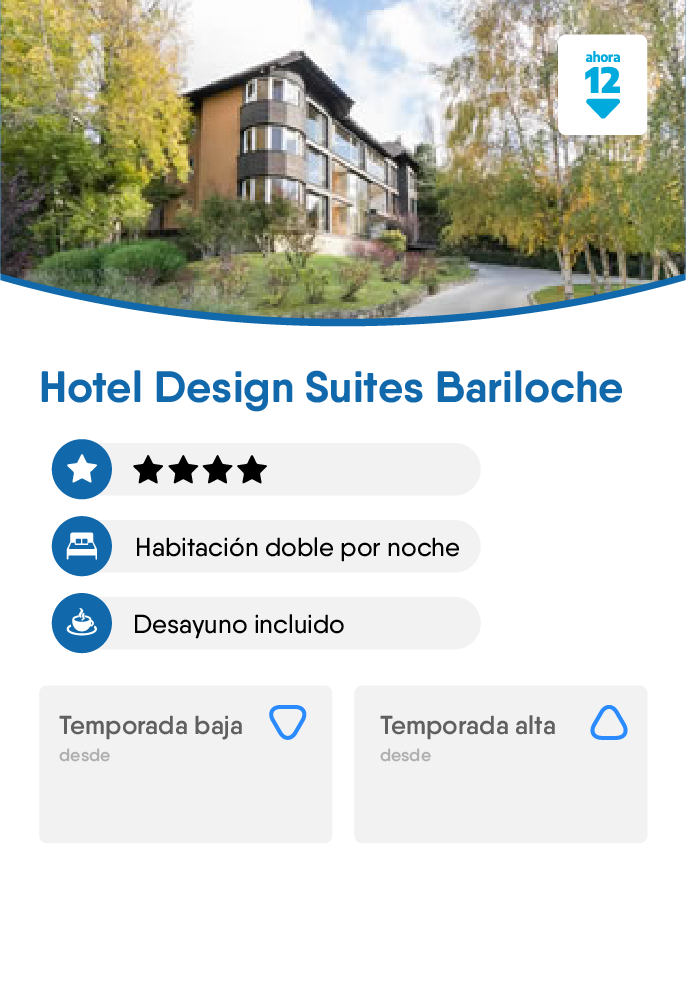 ahora
12
Hotel Design Suites Bariloche
Habitación doble por noche
Desayuno incluido
Temporada baja
desde
Temporada alta
desde